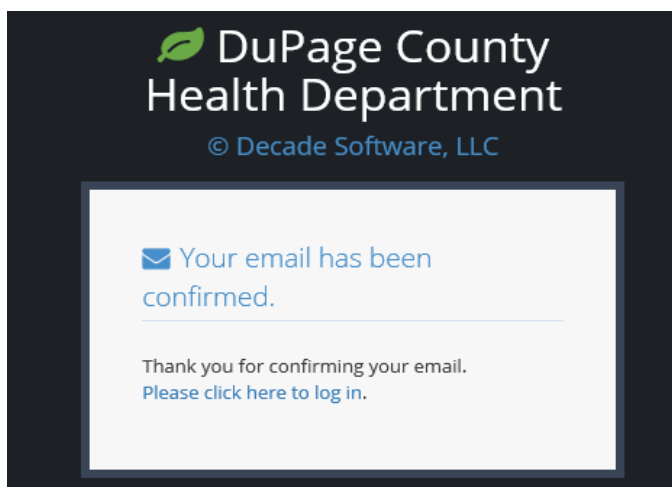 DuPage County
Health Department
© Decade Software, LLC
Your email has been
confirmed.
Thank you for confirming your email.
Please click here to log in.